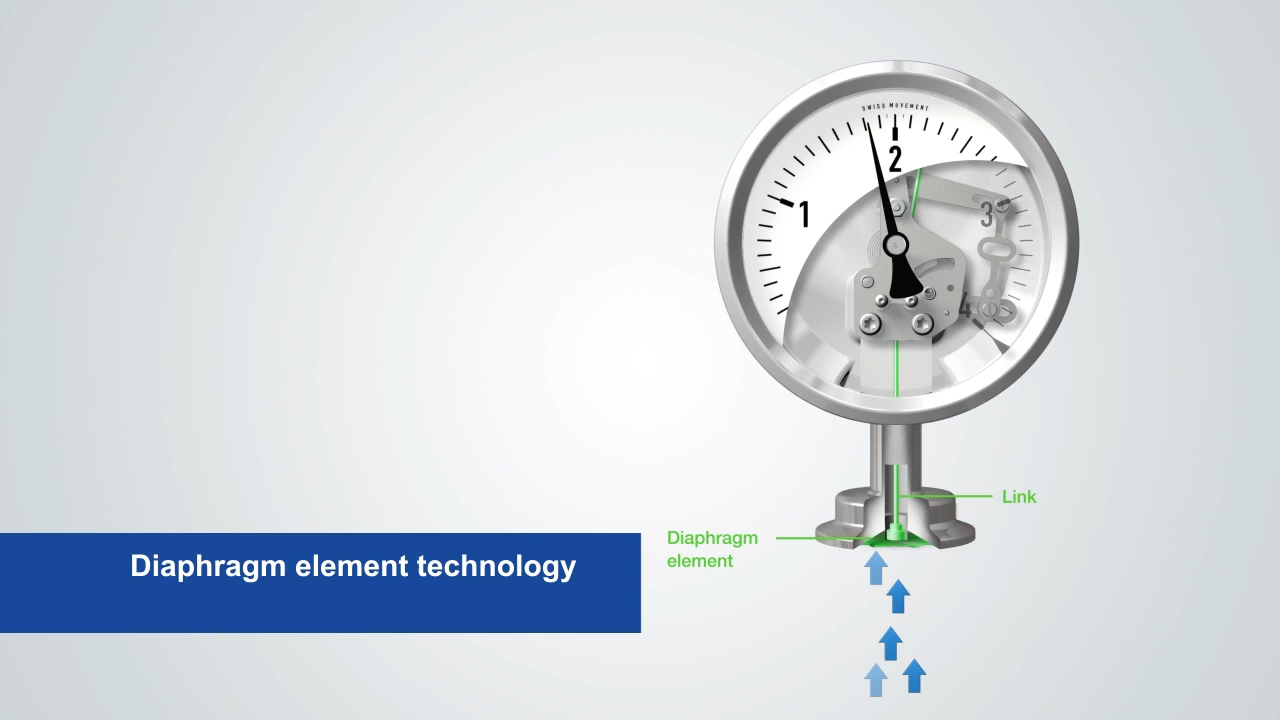 SWISS MOVEMENT
2
1
3
4
Link
Diaphragm
element
Diaphragm element technology